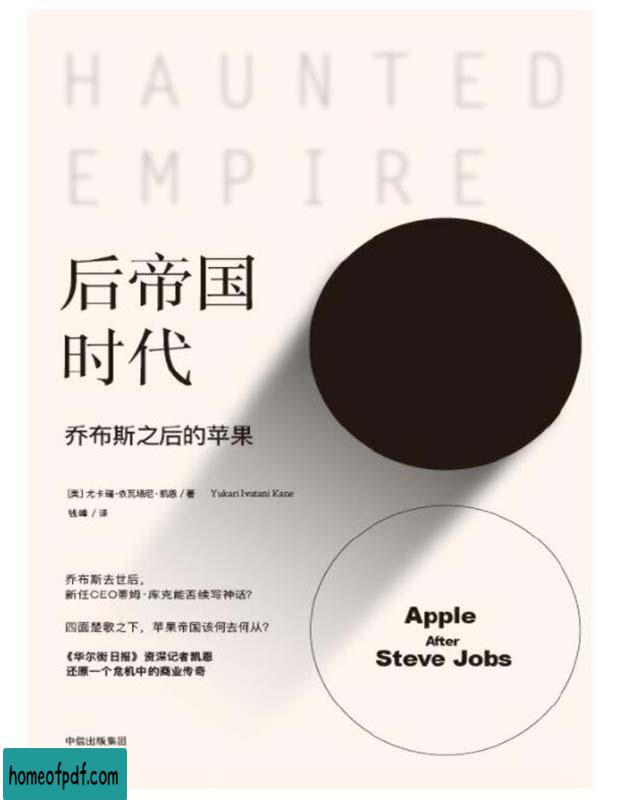 HAUNTED
EMPIRE
后帝国
时代
乔布斯之后的苹果
[美] 尤卡瑞·依瓦塔尼·凯恩 / 著 Yukari Iwatani Kane
钱峰 / 译
乔布斯去世后，
新任CEO蒂姆·库克能否续写神话？
四面楚歌之下，苹果帝国该何去何从？
《华尔街日报》资深记者凯恩
还原一个危机中的商业传奇
Apple
After
Steve Jobs
中信出版集团
homeofpdf.com